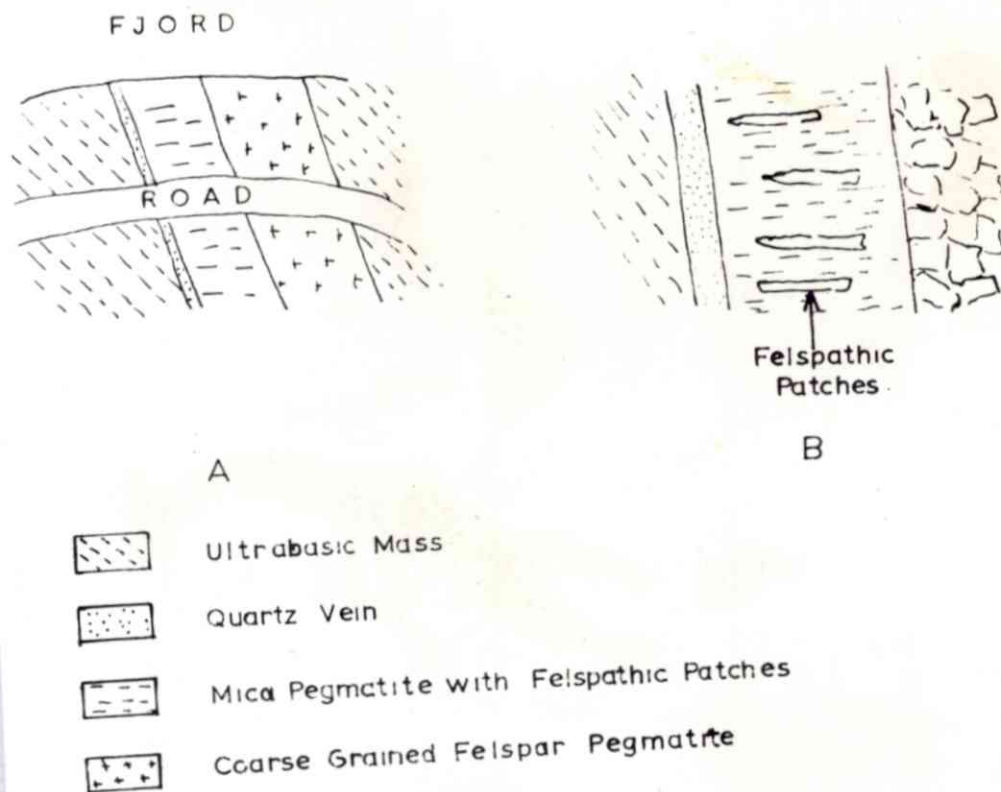 FJORD
ROAD
Felspathic
Patches.
A
B
Ultrabasic Mass
Quartz Vein
Mica Pegmatite with Felspathic Patches
Coarse Grained Felspar Pegmatite